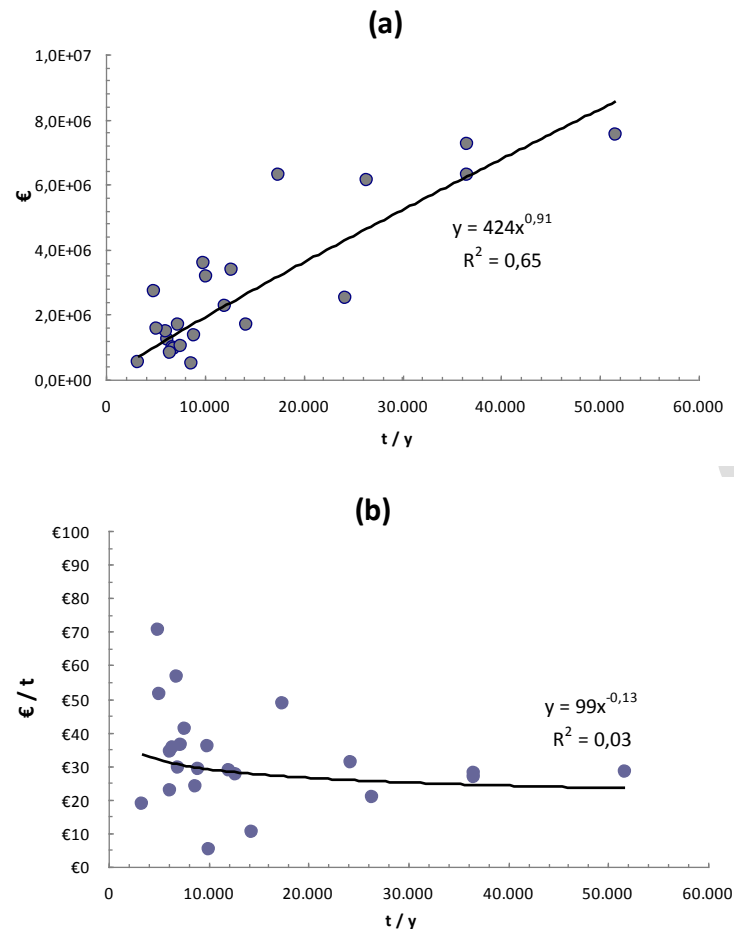 (a)
1,0E+07
8,0E+06
6,0E+06
4,0E+06
2,0E+06
0,0E+00
€
y = 424x^0,91
R² = 0,65
0 10.000 20.000 30.000 40.000 50.000 60.000
t / y
(b)
€100
€90
€80
€70
€60
€50
€40
€30
€20
€10
€0
€ / t
y = 99x^-0,13
R² = 0,03
0 10.000 20.000 30.000 40.000 50.000 60.000
t / y